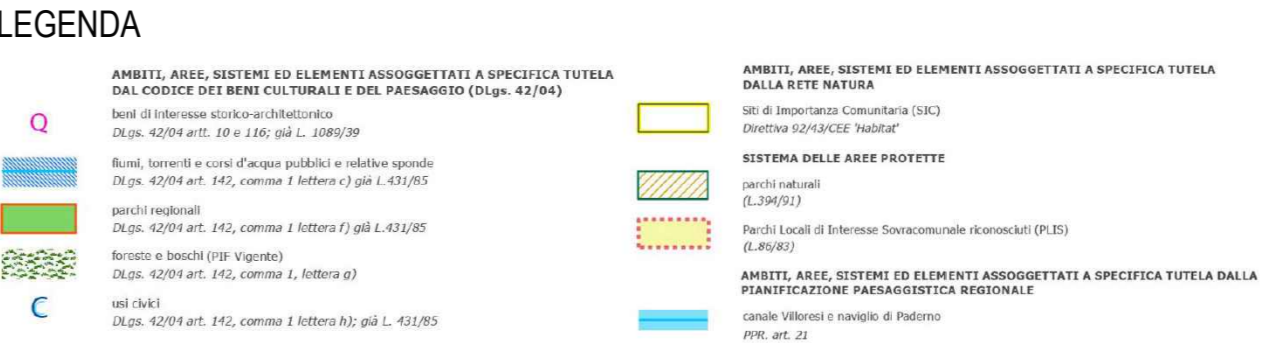 LEGENDA
AMBITI, AREE, SISTEMI ED ELEMENTI ASSOGGETTATI A SPECIFICA TUTELA
DAL CODICE DEI BENI CULTURALI E DEL PAESAGGIO (DLgs. 42/04)
Q
beni di interesse storico-architettonico
DLgs. 42/04 artt. 10 e 116; già L. 1089/39
fiumi, torrenti e corsi d'acqua pubblici e relative sponde
DLgs. 42/04 art. 142, comma 1 lettera c) già L.431/85
parchi regionali
DLgs. 42/04 art. 142, comma 1 lettera f) già L.431/85
foreste e boschi (PIF Vigente)
DLgs. 42/04 art. 142, comma 1, lettera g)
C
usi civici
DLgs. 42/04 art. 142, comma 1 lettera h); già L. 431/85
AMBITI, AREE, SISTEMI ED ELEMENTI ASSOGGETTATI A SPECIFICA TUTELA
DALLA RETE NATURA
Siti di Importanza Comunitaria (SIC)
Direttiva 92/43/CEE 'Habitat'
SISTEMA DELLE AREE PROTETTE
parchi naturali
(L.394/91)
Parchi Locali di Interesse Sovracomunale riconosciuti (PLIS)
(L.86/83)
AMBITI, AREE, SISTEMI ED ELEMENTI ASSOGGETTATI A SPECIFICA TUTELA DALLA
PIANIFICAZIONE PAESAGGISTICA REGIONALE
canale Villoresi e naviglio di Paderno
PPR. art. 21